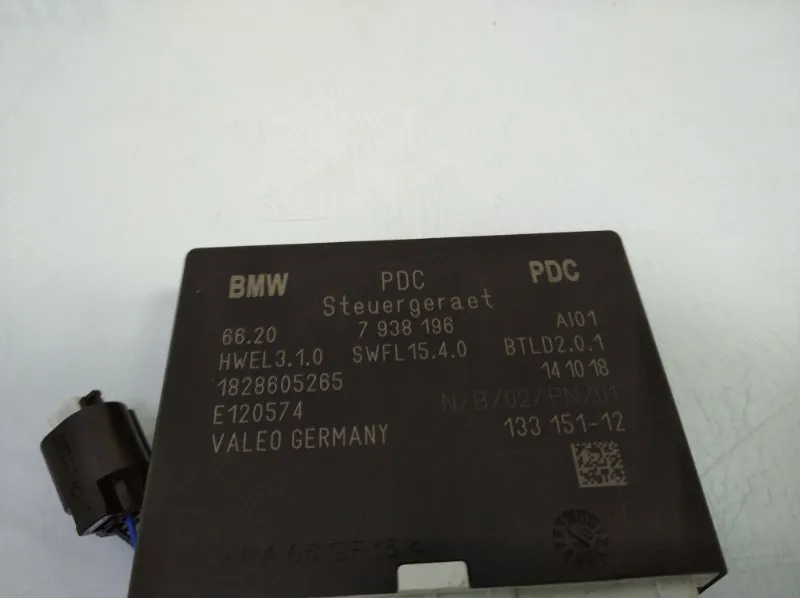 BMW PDC PDC
Steuergeraet
66.20 7 938 196 AI01
HWEL3.1.0 SWFL15.4.0 BTLD2.0.1
1828605265 14 10 18
E120574 N/B/02/PN/01
VALEO GERMANY 133 151-12